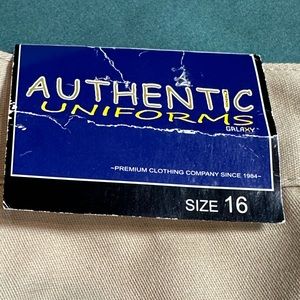 AUTHENTIC
UNIFORMS
GALAXY
~PREMIUM CLOTHING COMPANY SINCE 1984~
SIZE 16